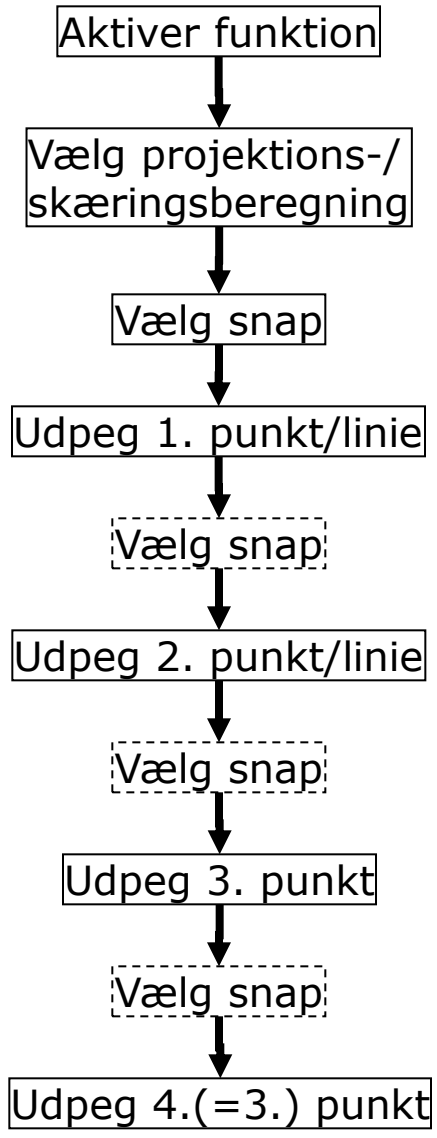 Aktiver funktion
Vælg projektions-/
skæringsberegning
Vælg snap
Udpeg 1. punkt/linie
Vælg snap
Udpeg 2. punkt/linie
Vælg snap
Udpeg 3. punkt
Vælg snap
Udpeg 4.(=3.) punkt